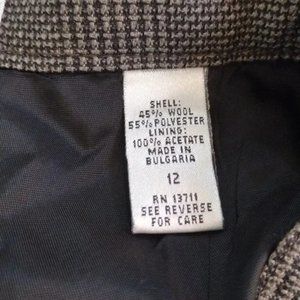 SHELL:
45% WOOL
55% POLYESTER
LINING:
100% ACETATE
MADE IN
BULGARIA
12
RN 13711
SEE REVERSE
FOR CARE